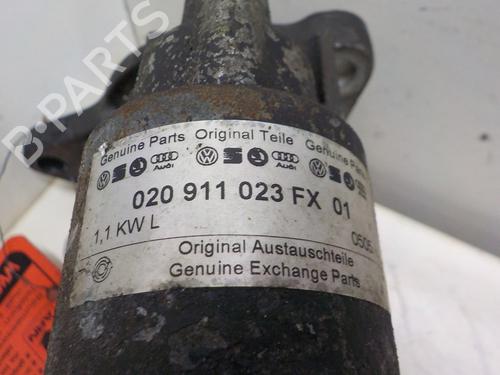 B-PARTS
Genuine Parts Original Teile Genuine Parts
Audi Audi
020 911 023 FX 01
1,1 KW L 0505
Original Austauschteile
Genuine Exchange Parts